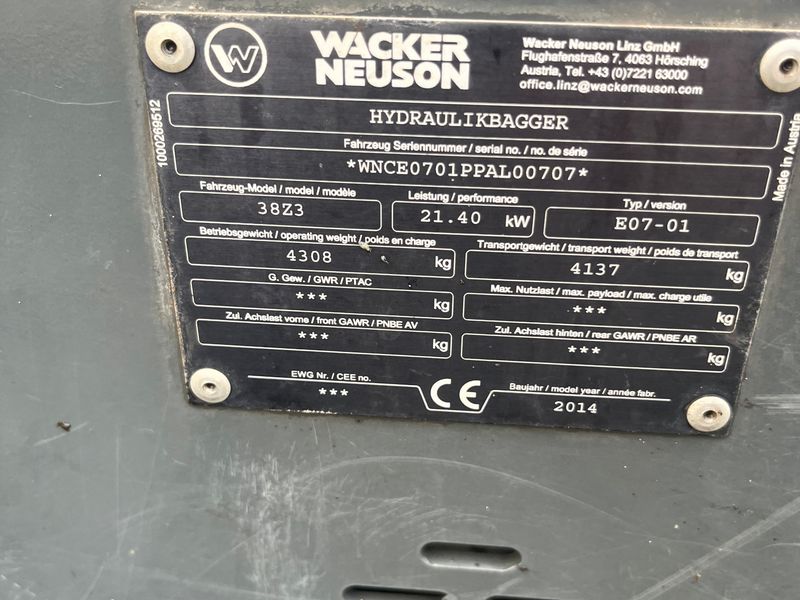 WACKER
NEUSON
Wacker Neuson Linz GmbH
Flughafenstraße 7, 4063 Hörsching
Austria, Tel. +43 (0)7221 63000
office.linz@wackerneuson.com
1000269512
HYDRAULIKBAGGER
Made in Austria
Fahrzeug Seriennummer / serial no. / no. de série
*WNCE0701PPAL00707*
Fahrzeug-Model / model / modèle
38Z3
Leistung / performance
21.40 kW
Typ / version
E07-01
Betriebsgewicht / operating weight / poids en charge
4308 kg
Transportgewicht / transport weight / poids de transport
4137 kg
G. Gew. / GWR / PTAC
*** kg
Max. Nutzlast / max. payload / max. charge utile
*** kg
Zul. Achslast vorne / front GAWR / PNBE AV
*** kg
Zul. Achslast hinten / rear GAWR / PNBE AR
*** kg
EWG Nr. / CEE no.
***
CE
Baujahr / model year / année fabr.
2014